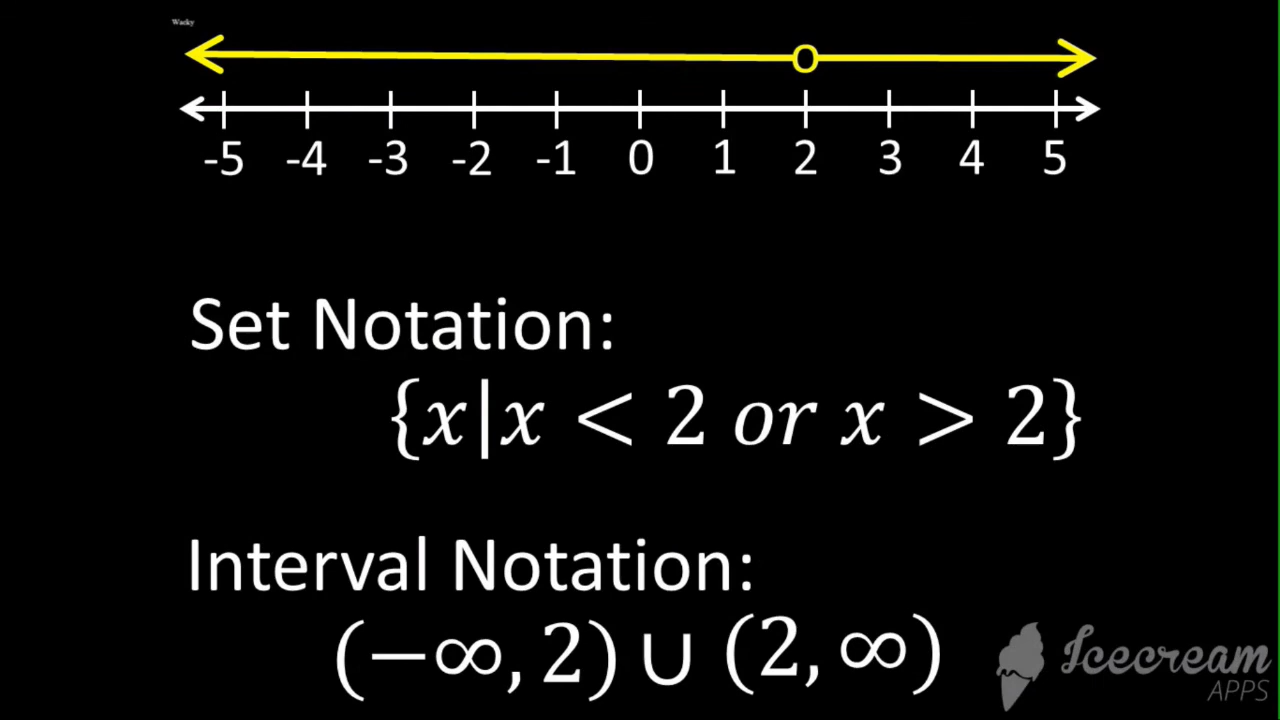 Wacky
-5 -4 -3 -2 -1 0 1 2 3 4 5
Set Notation:
{x|x < 2 or x > 2}
Interval Notation:
(−∞, 2) ∪ (2, ∞)
Icecream
APPS